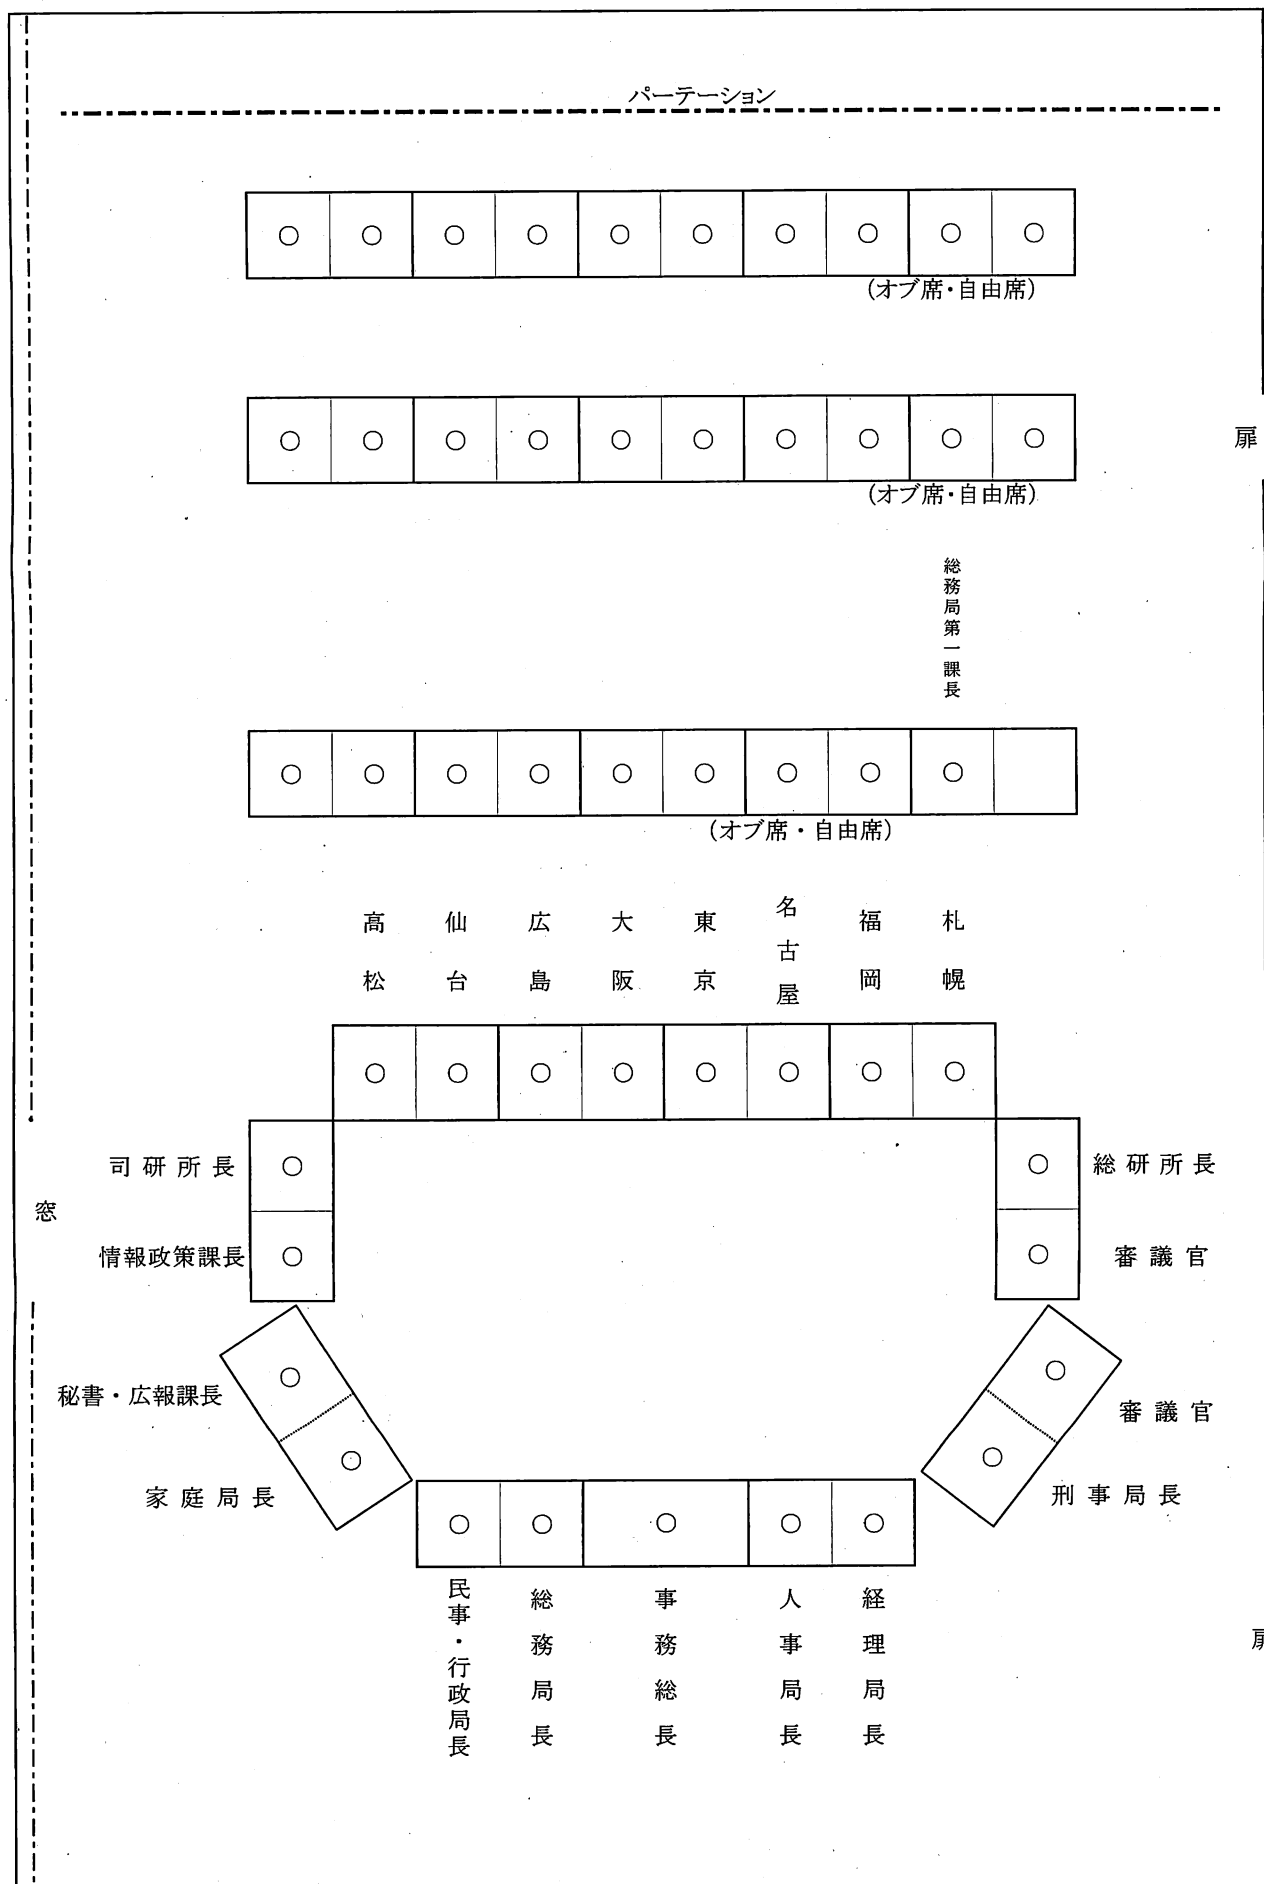 パーテーション
(オブ席・自由席)
扉
(オブ席・自由席)
総務局第一課長
(オブ席・自由席)
高松
仙台
広島
大阪
東京
名古屋
福岡
札幌
司研所長
総研所長
窓
情報政策課長
審議官
秘書・広報課長
審議官
家庭局長
刑事局長
民事・行政局長
総務局長
事務総長
人事局長
経理局長
扉